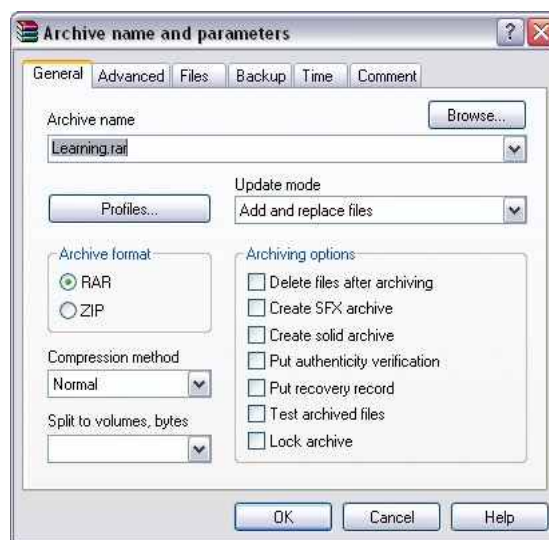 Archive name and parameters
General Advanced Files Backup Time Comment
Archive name
Browse...
Learning.rar
Update mode
Profiles...
Add and replace files
Archive format
RAR
ZIP
Archiving options
Delete files after archiving
Create SFX archive
Create solid archive
Put authenticity verification
Put recovery record
Test archived files
Lock archive
Compression method
Normal
Split to volumes, bytes
OK Cancel Help